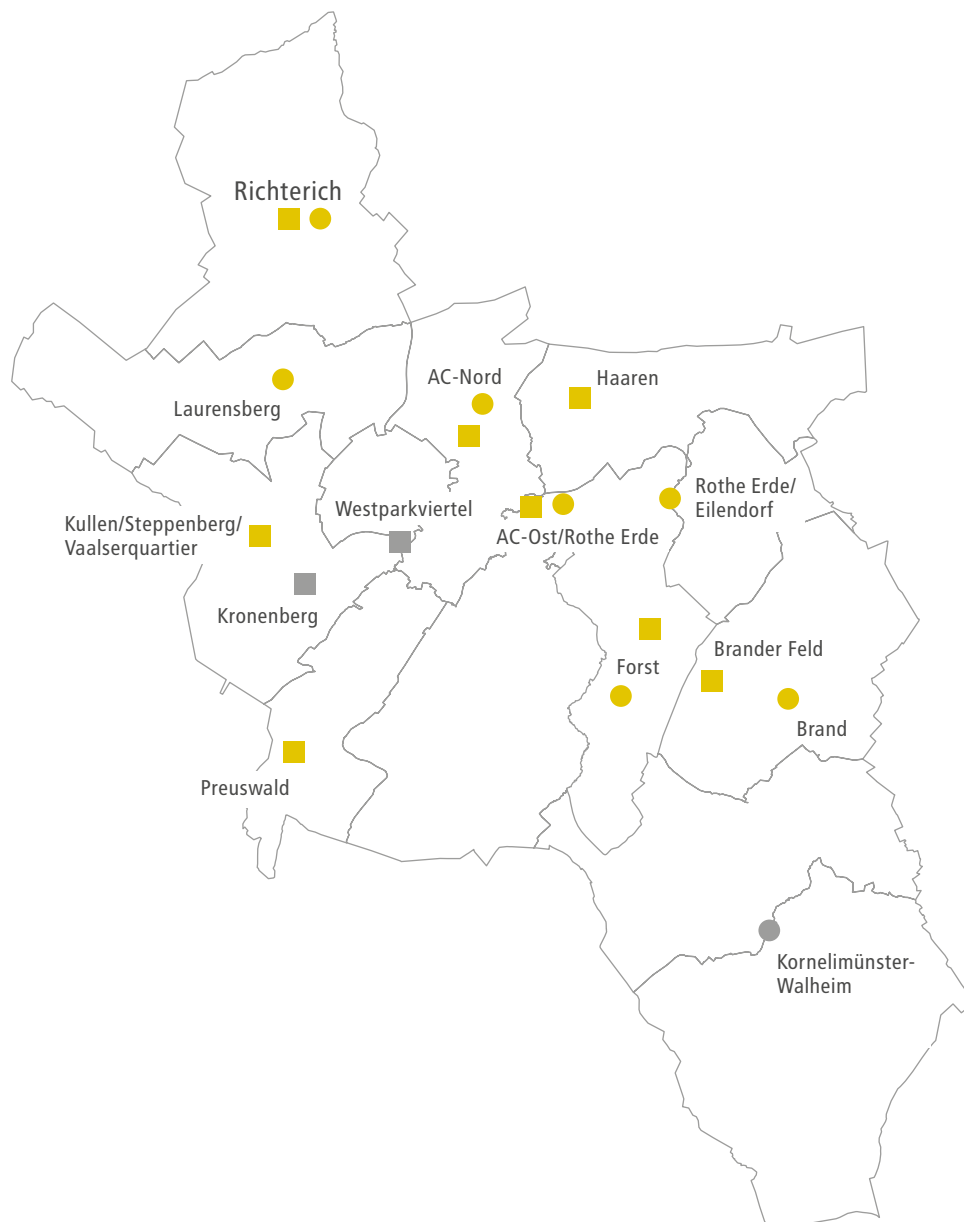 Richterich
AC-Nord
Haaren
Laurensberg
Rothe Erde/
Eilendorf
Westparkviertel
Kullen/Steppenberg/
Vaalserquartier
AC-Ost/Rothe Erde
Kronenberg
Brander Feld
Forst
Brand
Preuswald
Kornelimünster-
Walheim